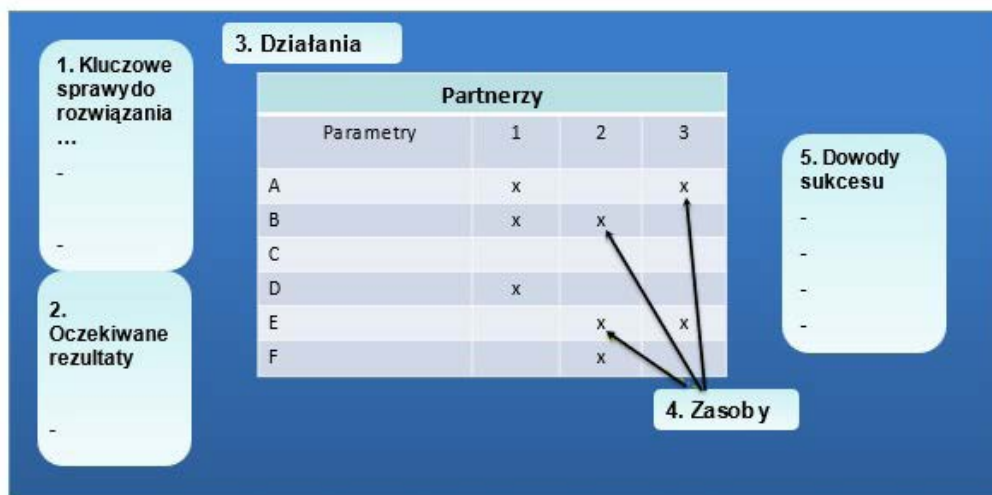 1. Kluczowe
sprawydo
rozwiązania
...
-
-
2.
Oczekiwane
rezultaty
-
3. Działania
Partnerzy
Parametry 1 2 3
A x x
B x x
C
D x
E x x
F x
4. Zasoby
5. Dowody
sukcesu
-
-
-
-